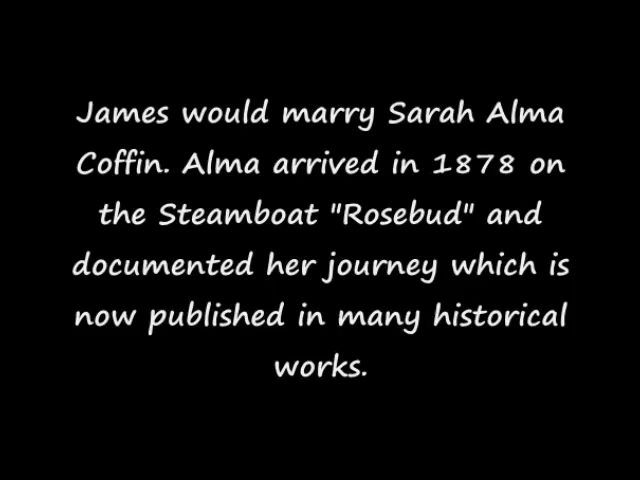 James would marry Sarah Alma
Coffin. Alma arrived in 1878 on
the Steamboat "Rosebud" and
documented her journey which is
now published in many historical
works.